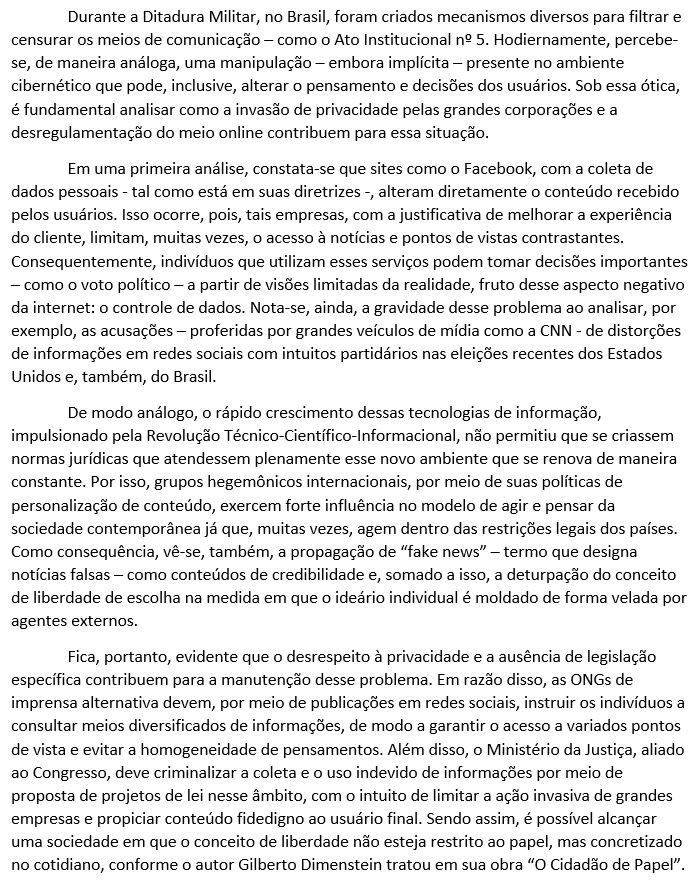 Durante a Ditadura Militar, no Brasil, foram criados mecanismos diversos para filtrar e
censurar os meios de comunicação – como o Ato Institucional nº 5. Hodiernamente, percebe-
se, de maneira análoga, uma manipulação – embora implícita – presente no ambiente
cibernético que pode, inclusive, alterar o pensamento e decisões dos usuários. Sob essa ótica,
é fundamental analisar como a invasão de privacidade pelas grandes corporações e a
desregulamentação do meio online contribuem para essa situação.
Em uma primeira análise, constata-se que sites como o Facebook, com a coleta de
dados pessoais - tal como está em suas diretrizes -, alteram diretamente o conteúdo recebido
pelos usuários. Isso ocorre, pois, tais empresas, com a justificativa de melhorar a experiência
do cliente, limitam, muitas vezes, o acesso à notícias e pontos de vistas contrastantes.
Consequentemente, indivíduos que utilizam esses serviços podem tomar decisões importantes
– como o voto político – a partir de visões limitadas da realidade, fruto desse aspecto negativo
da internet: o controle de dados. Nota-se, ainda, a gravidade desse problema ao analisar, por
exemplo, as acusações – proferidas por grandes veículos de mídia como a CNN - de distorções
de informações em redes sociais com intuitos partidários nas eleições recentes dos Estados
Unidos e, também, do Brasil.
De modo análogo, o rápido crescimento dessas tecnologias de informação,
impulsionado pela Revolução Técnico-Científico-Informacional, não permitiu que se criassem
normas jurídicas que atendessem plenamente esse novo ambiente que se renova de maneira
constante. Por isso, grupos hegemônicos internacionais, por meio de suas políticas de
personalização de conteúdo, exercem forte influência no modelo de agir e pensar da
sociedade contemporânea já que, muitas vezes, agem dentro das restrições legais dos países.
Como consequência, vê-se, também, a propagação de “fake news” – termo que designa
notícias falsas – como conteúdos de credibilidade e, somado a isso, a deturpação do conceito
de liberdade de escolha na medida em que o ideário individual é moldado de forma velada por
agentes externos.
Fica, portanto, evidente que o desrespeito à privacidade e a ausência de legislação
específica contribuem para a manutenção desse problema. Em razão disso, as ONGs de
imprensa alternativa devem, por meio de publicações em redes sociais, instruir os indivíduos a
consultar meios diversificados de informações, de modo a garantir o acesso a variados pontos
de vista e evitar a homogeneidade de pensamentos. Além disso, o Ministério da Justiça, aliado
ao Congresso, deve criminalizar a coleta e o uso indevido de informações por meio de
proposta de projetos de lei nesse âmbito, com o intuito de limitar a ação invasiva de grandes
empresas e propiciar conteúdo fidedigno ao usuário final. Sendo assim, é possível alcançar
uma sociedade em que o conceito de liberdade não esteja restrito ao papel, mas concretizado
no cotidiano, conforme o autor Gilberto Dimenstein tratou em sua obra “O Cidadão de Papel”.